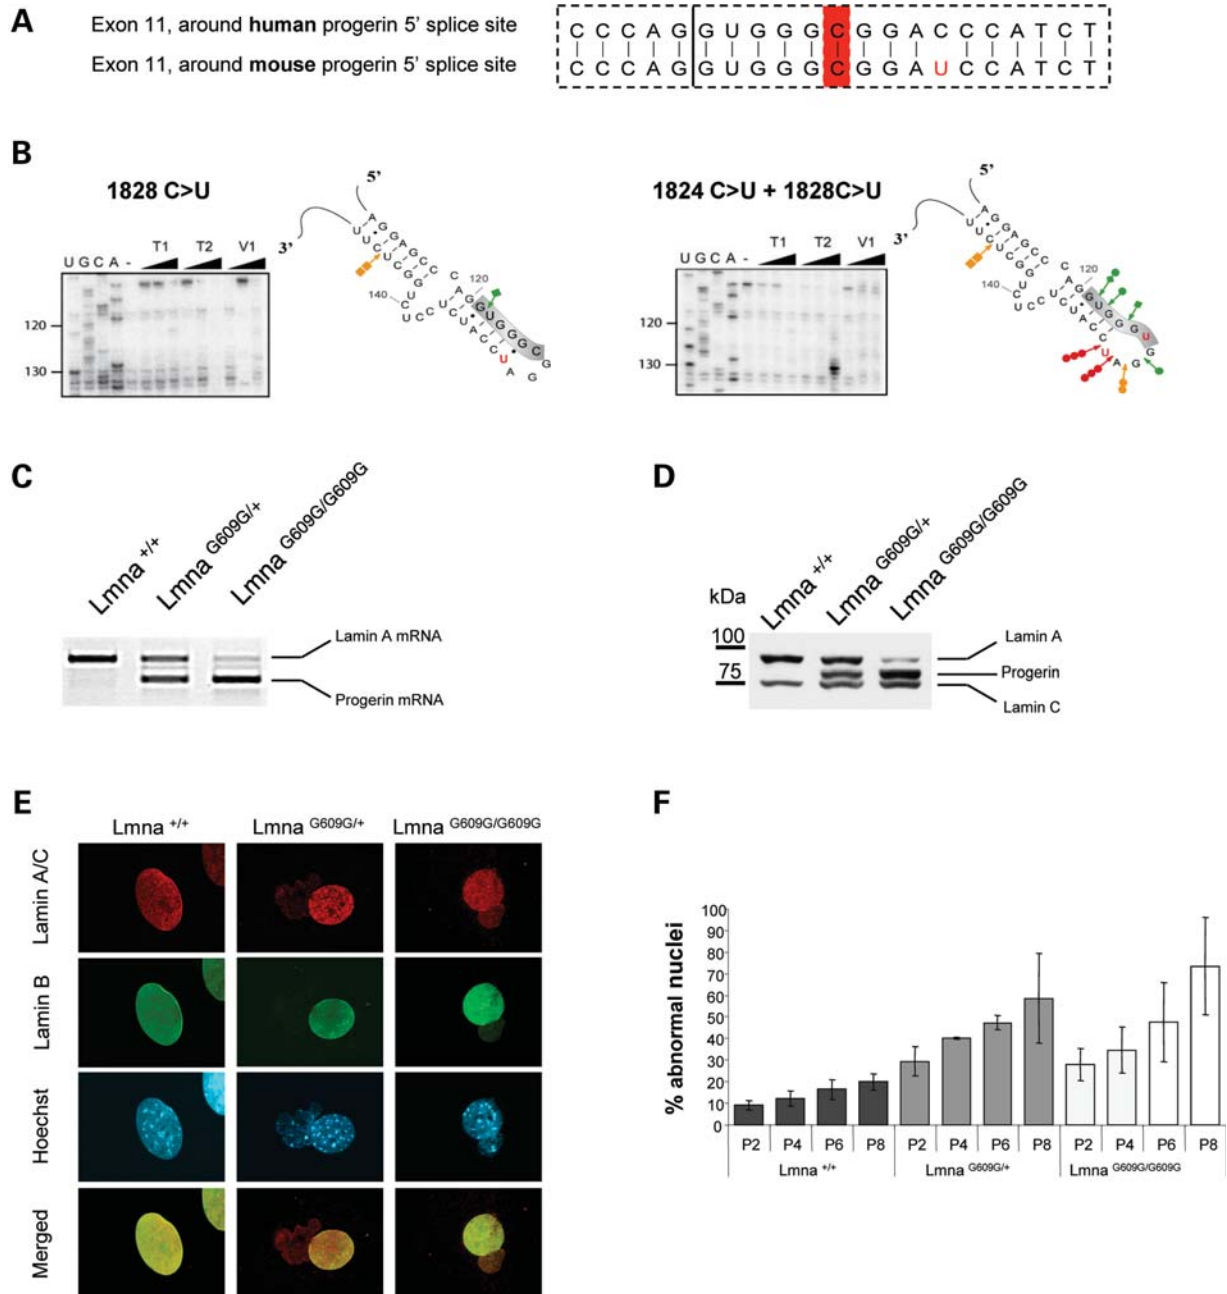 A
Exon 11, around human progerin 5' splice site
C C C A G G U G G G C G G A C C C A T C T
Exon 11, around mouse progerin 5' splice site
C C C A G G U G G G C G G A U C C A T C T
B
1828 C>U
U G C A - T1 T2 V1
120
130
5'
3'
120
140
1824 C>U + 1828C>U
U G C A - T1 T2 V1
120
130
5'
3'
120
140
C
Lmna +/+
Lmna G609G/+
Lmna G609G/G609G
Lamin A mRNA
Progerin mRNA
D
kDa
Lmna +/+
Lmna G609G/+
Lmna G609G/G609G
100
75
Lamin A
Progerin
Lamin C
E
Lmna +/+
Lmna G609G/+
Lmna G609G/G609G
Lamin A/C
Lamin B
Hoechst
Merged
F
% abnormal nuclei
100
90
80
70
60
50
40
30
20
10
0
P2 P4 P6 P8 P2 P4 P6 P8 P2 P4 P6 P8
Lmna +/+
Lmna G609G/+
Lmna G609G/G609G